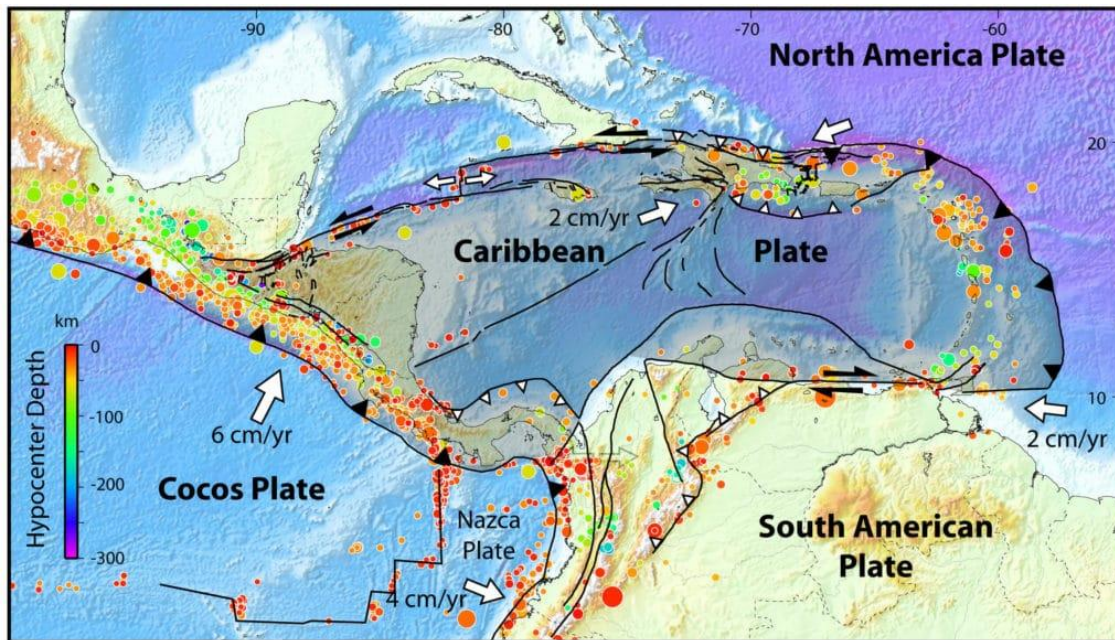 -90
-80
-70
-60
North America Plate
20
2 cm/yr
Caribbean
Plate
km
0
-100
-200
-300
Hypocenter Depth
6 cm/yr
10
2 cm/yr
Cocos Plate
Nazca
Plate
4 cm/yr
South American
Plate